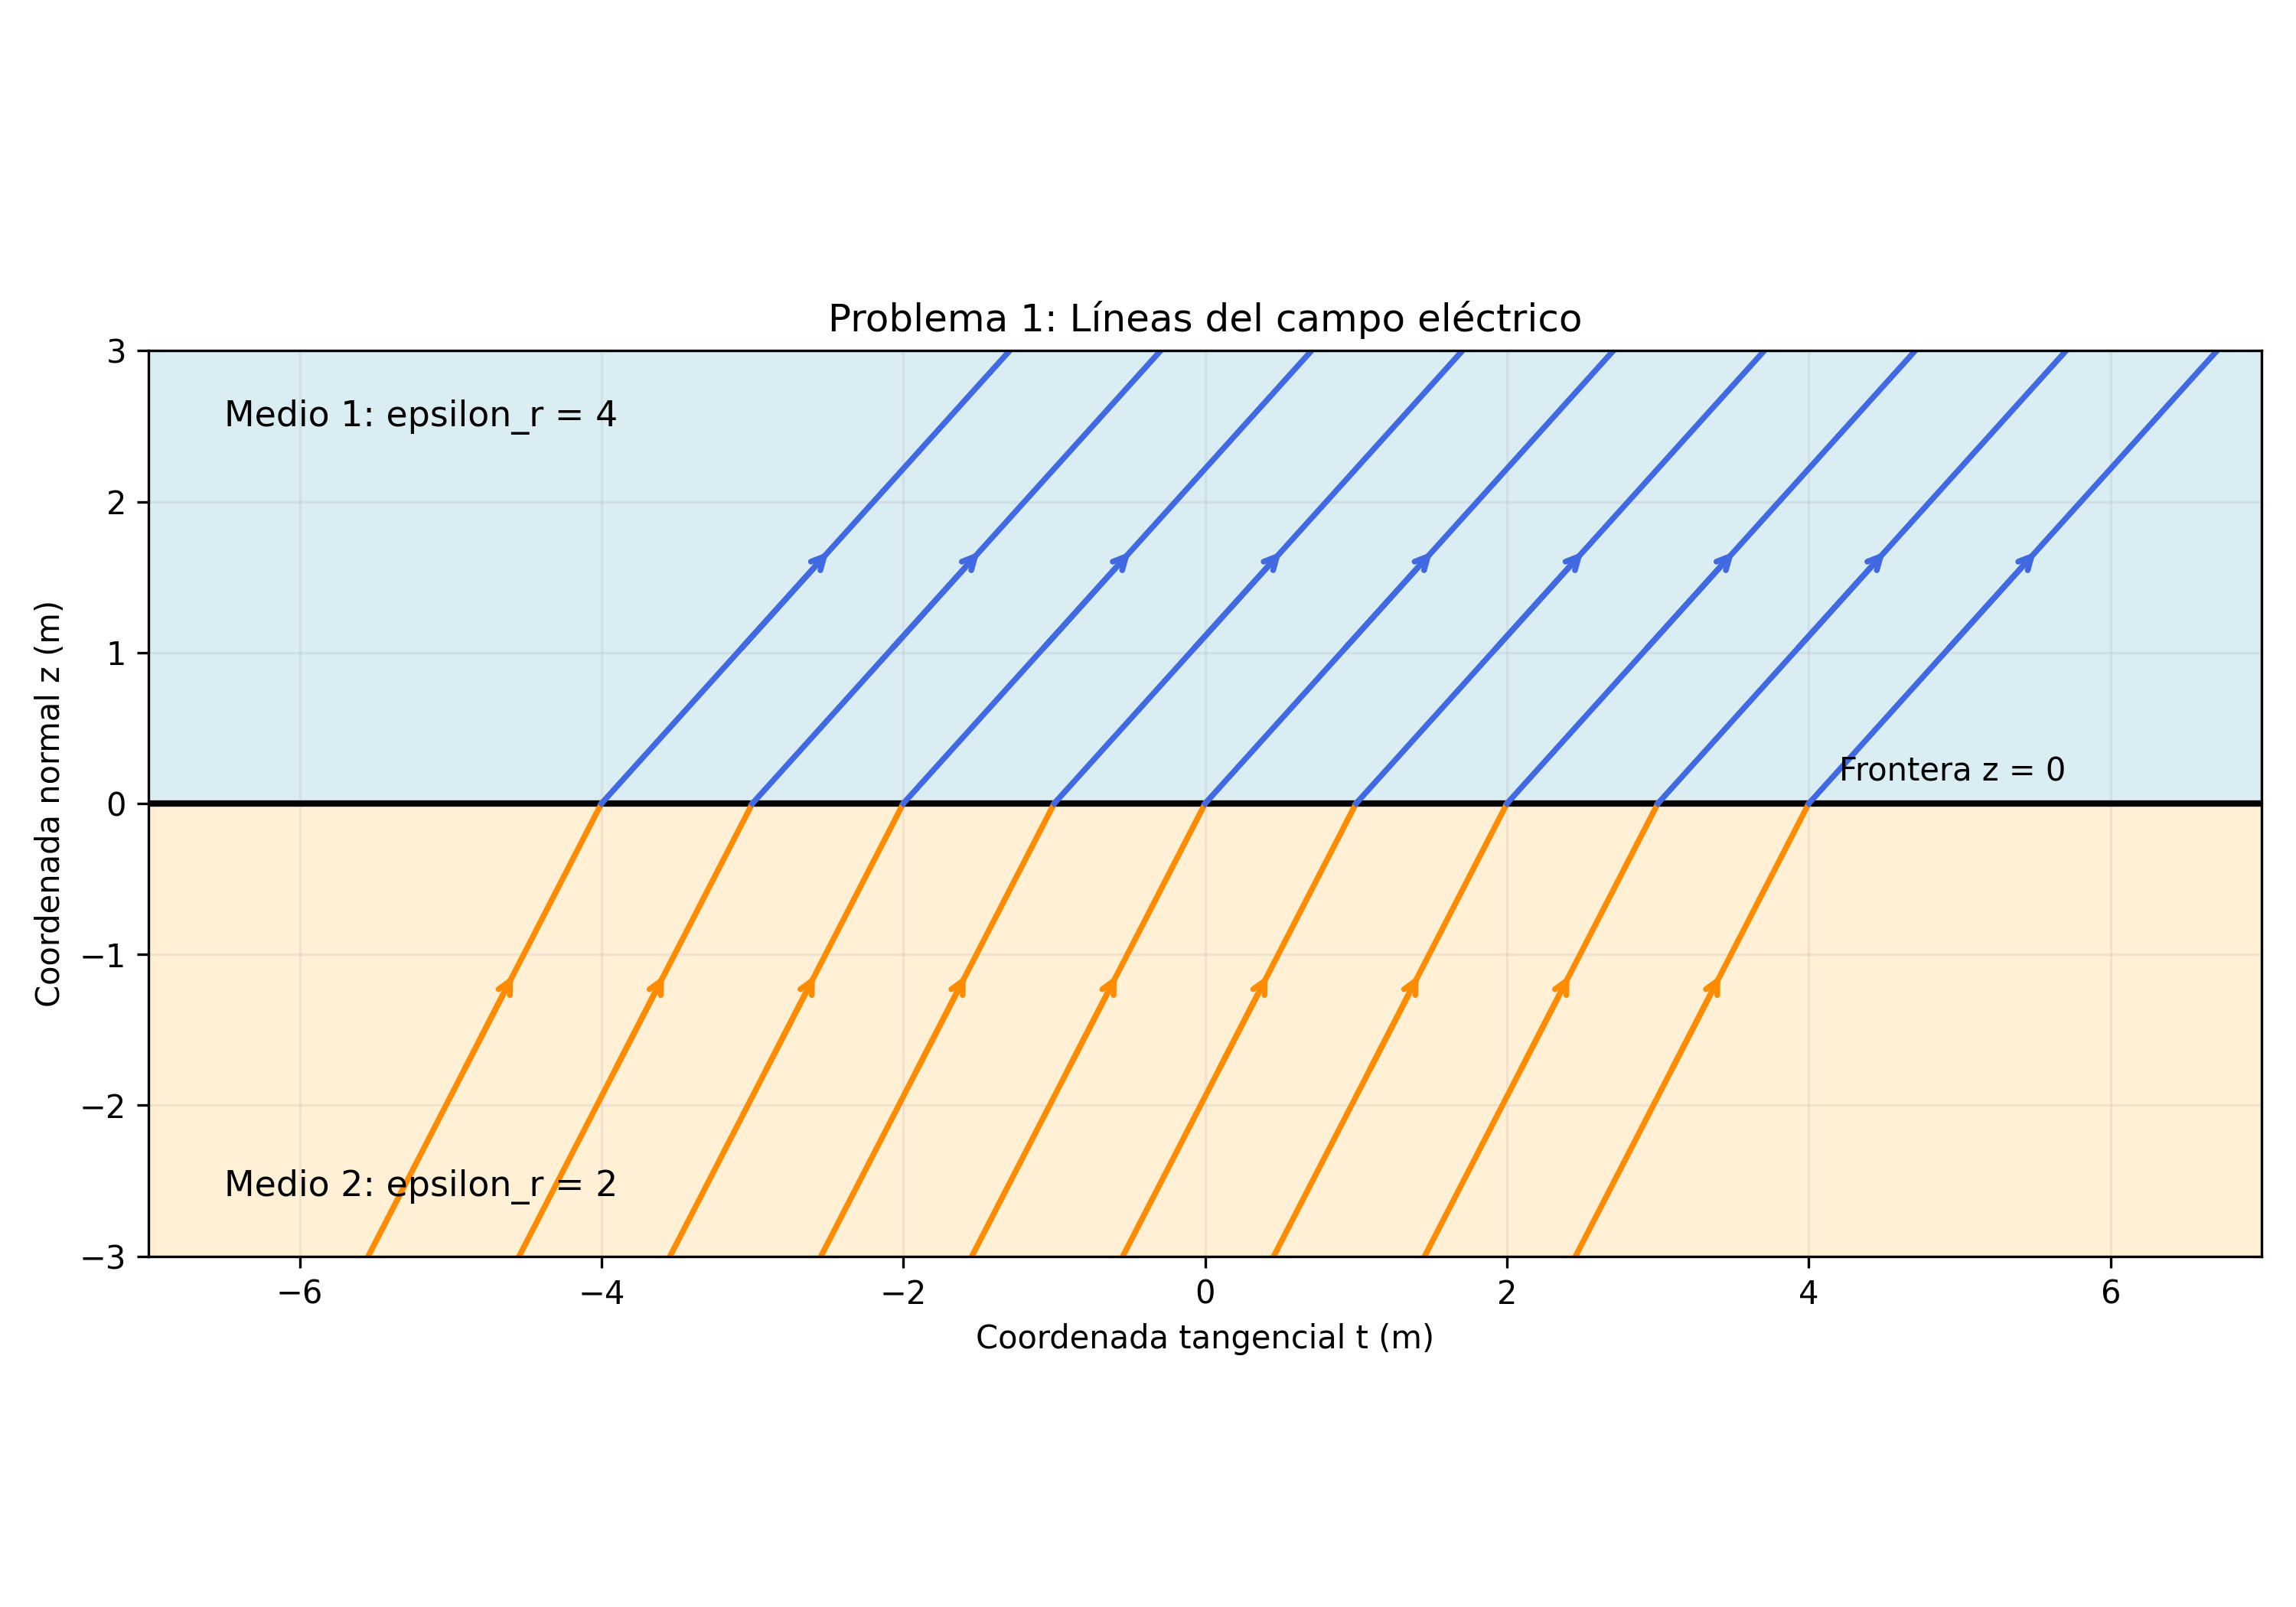 Problema 1: Líneas del campo eléctrico
3
Medio 1: epsilon_r = 4
2
1
Frontera z = 0
0
−1
−2
Medio 2: epsilon_r = 2
−3
Coordenada normal z (m)
−6 −4 −2 0 2 4 6
Coordenada tangencial t (m)